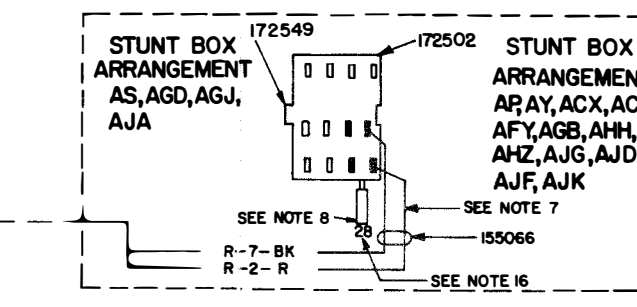 172549
172502
STUNT BOX
ARRANGEMENT
AS, AGD, AGJ,
AJA
STUNT BOX
AP, AY, ACX,
AFY, AGB, AHH,
AHZ, AJG, AJD
AJF, AJK
SEE NOTE 7
SEE NOTE 8
28
155066
R-7-BK
R-2-R
SEE NOTE 16